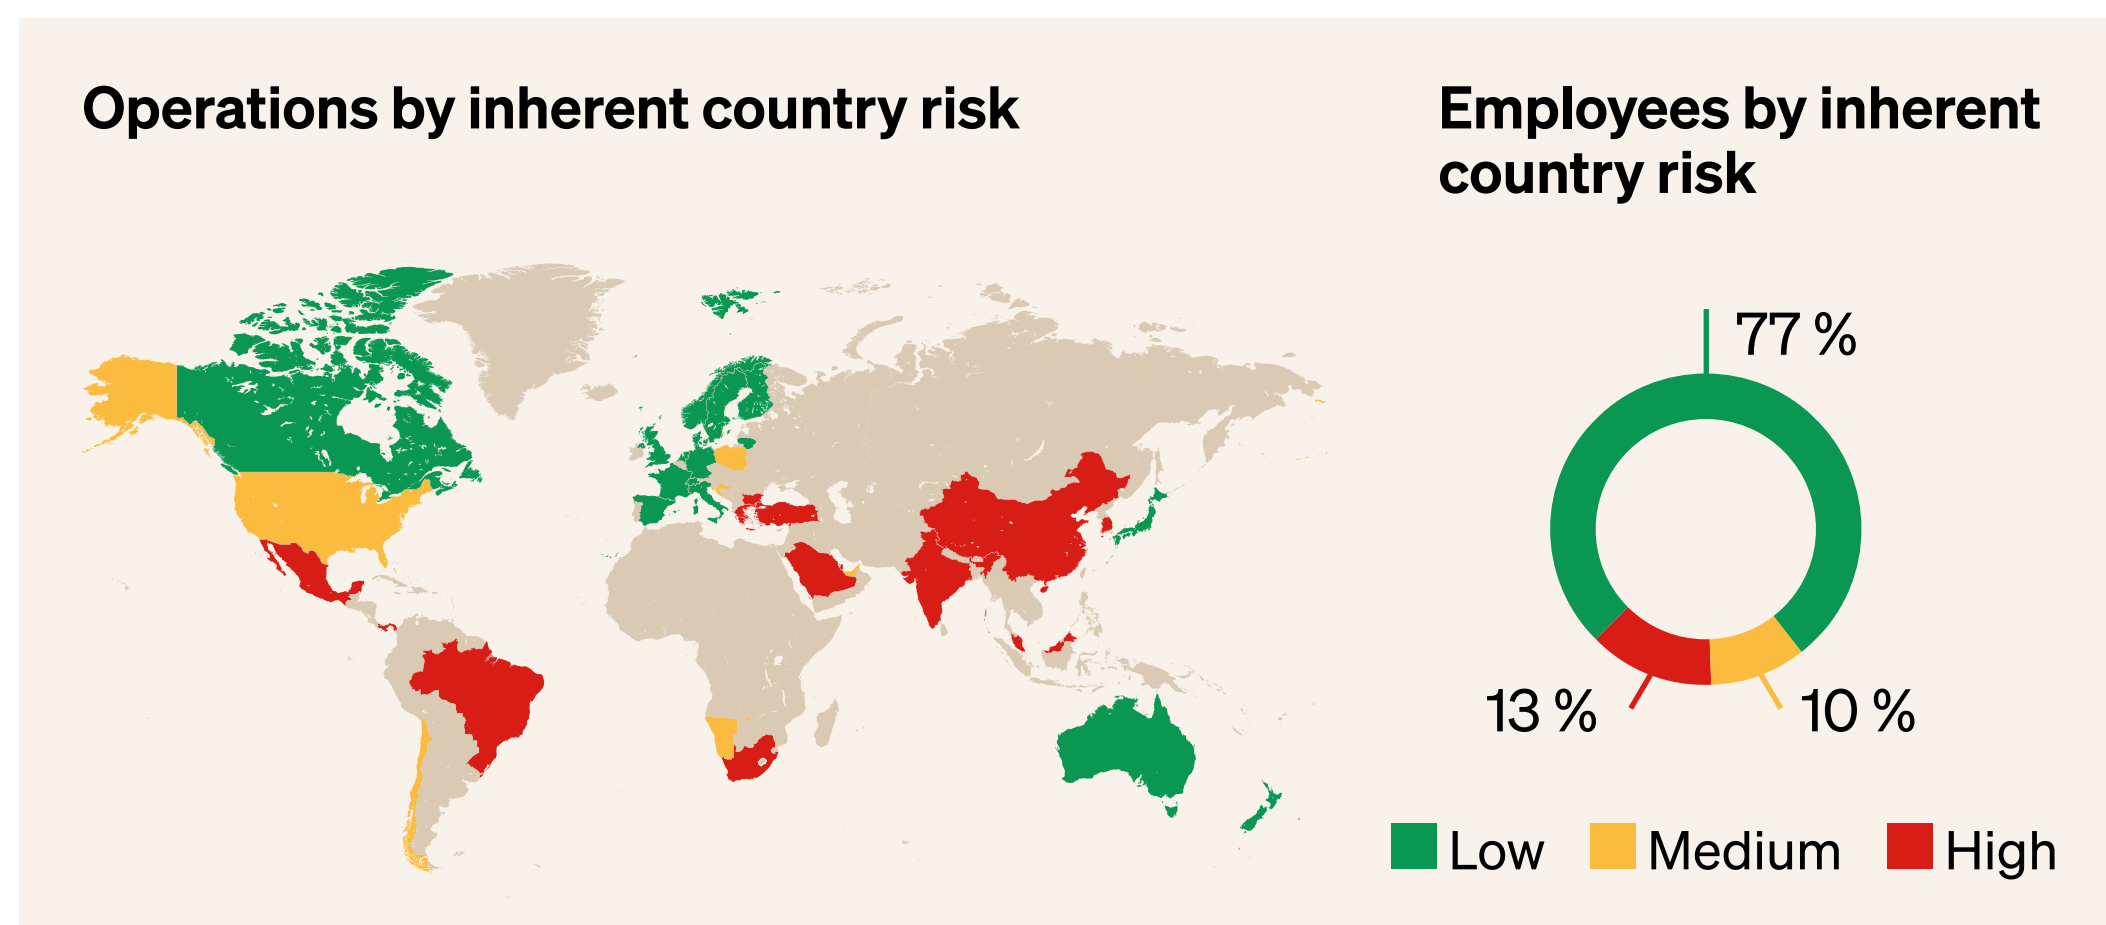 Operations by inherent country risk
Employees by inherent
country risk
77 %
13 %
10 %
Low
Medium
High